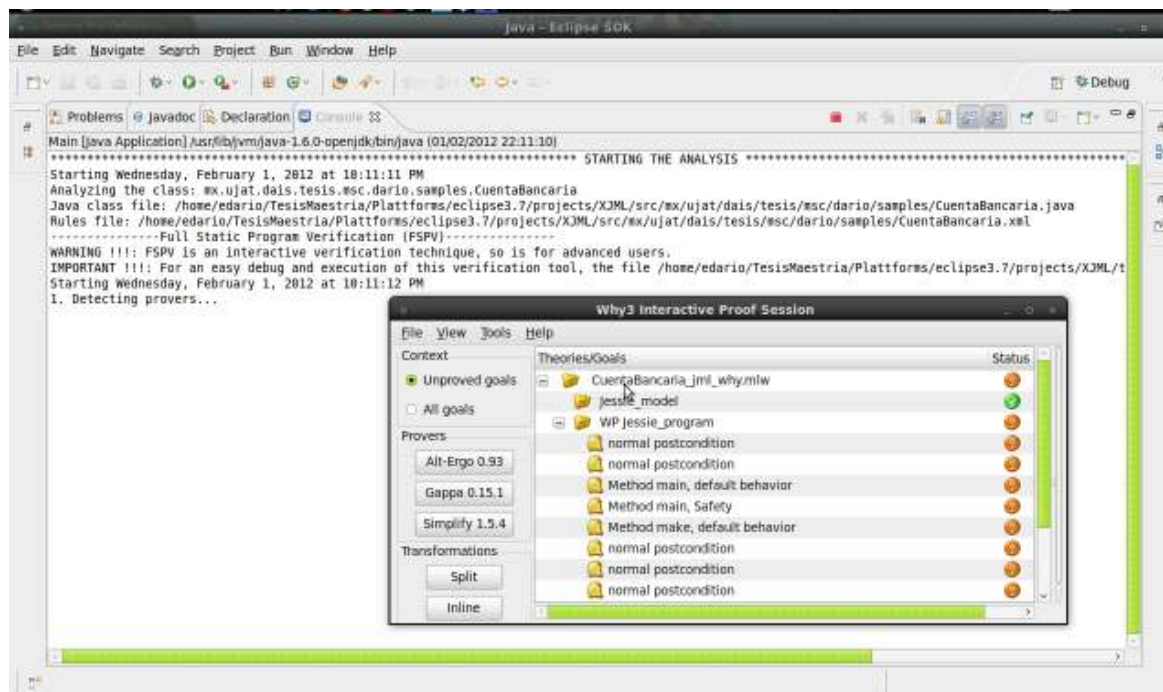 Java - Eclipse SDK
File Edit Navigate Search Project Run Window Help
Debug
Problems Javadoc Declaration Console
Main [Java Application] /usr/lib/jvm/java-1.6.0-openjdk/bin/java (01/02/2012 22:11:10)
************************************************************************* STARTING THE ANALYSIS *****************************************************
Starting Wednesday, February 1, 2012 at 10:11:11 PM
Analyzing the class: mx.ujat.dais.tesis.msc.dario.samples.CuentaBancaria
Java class file: /home/edario/TesisMaestria/Plattforms/eclipse3.7/projects/XJML/src/mx/ujat/dais/tesis/msc/dario/samples/CuentaBancaria.java
Rules file: /home/edario/TesisMaestria/Plattforms/eclipse3.7/projects/XJML/src/mx/ujat/dais/tesis/msc/dario/samples/CuentaBancaria.xml
---------------Full Static Program Verification (FSPV)---------------
WARNING !!!: FSPV is an interactive verification technique, so is for advanced users.
IMPORTANT !!!: For an easy debug and execution of this verification tool, the file /home/edario/TesisMaestria/Plattforms/eclipse3.7/projects/XJML/t
Starting Wednesday, February 1, 2012 at 10:11:12 PM
1. Detecting provers...
Why3 Interactive Proof Session
File View Tools Help
Context
Unproved goals
All goals
Provers
Alt-Ergo 0.93
Gappa 0.15.1
Simplify 1.5.4
Transformations
Split
Inline
Theories/Goals Status
CuentaBancaria_jml_why.mlw
Jessie_model
WP Jessie_program
normal postcondition
normal postcondition
Method main, default behavior
Method main, Safety
Method make, default behavior
normal postcondition
normal postcondition
normal postcondition